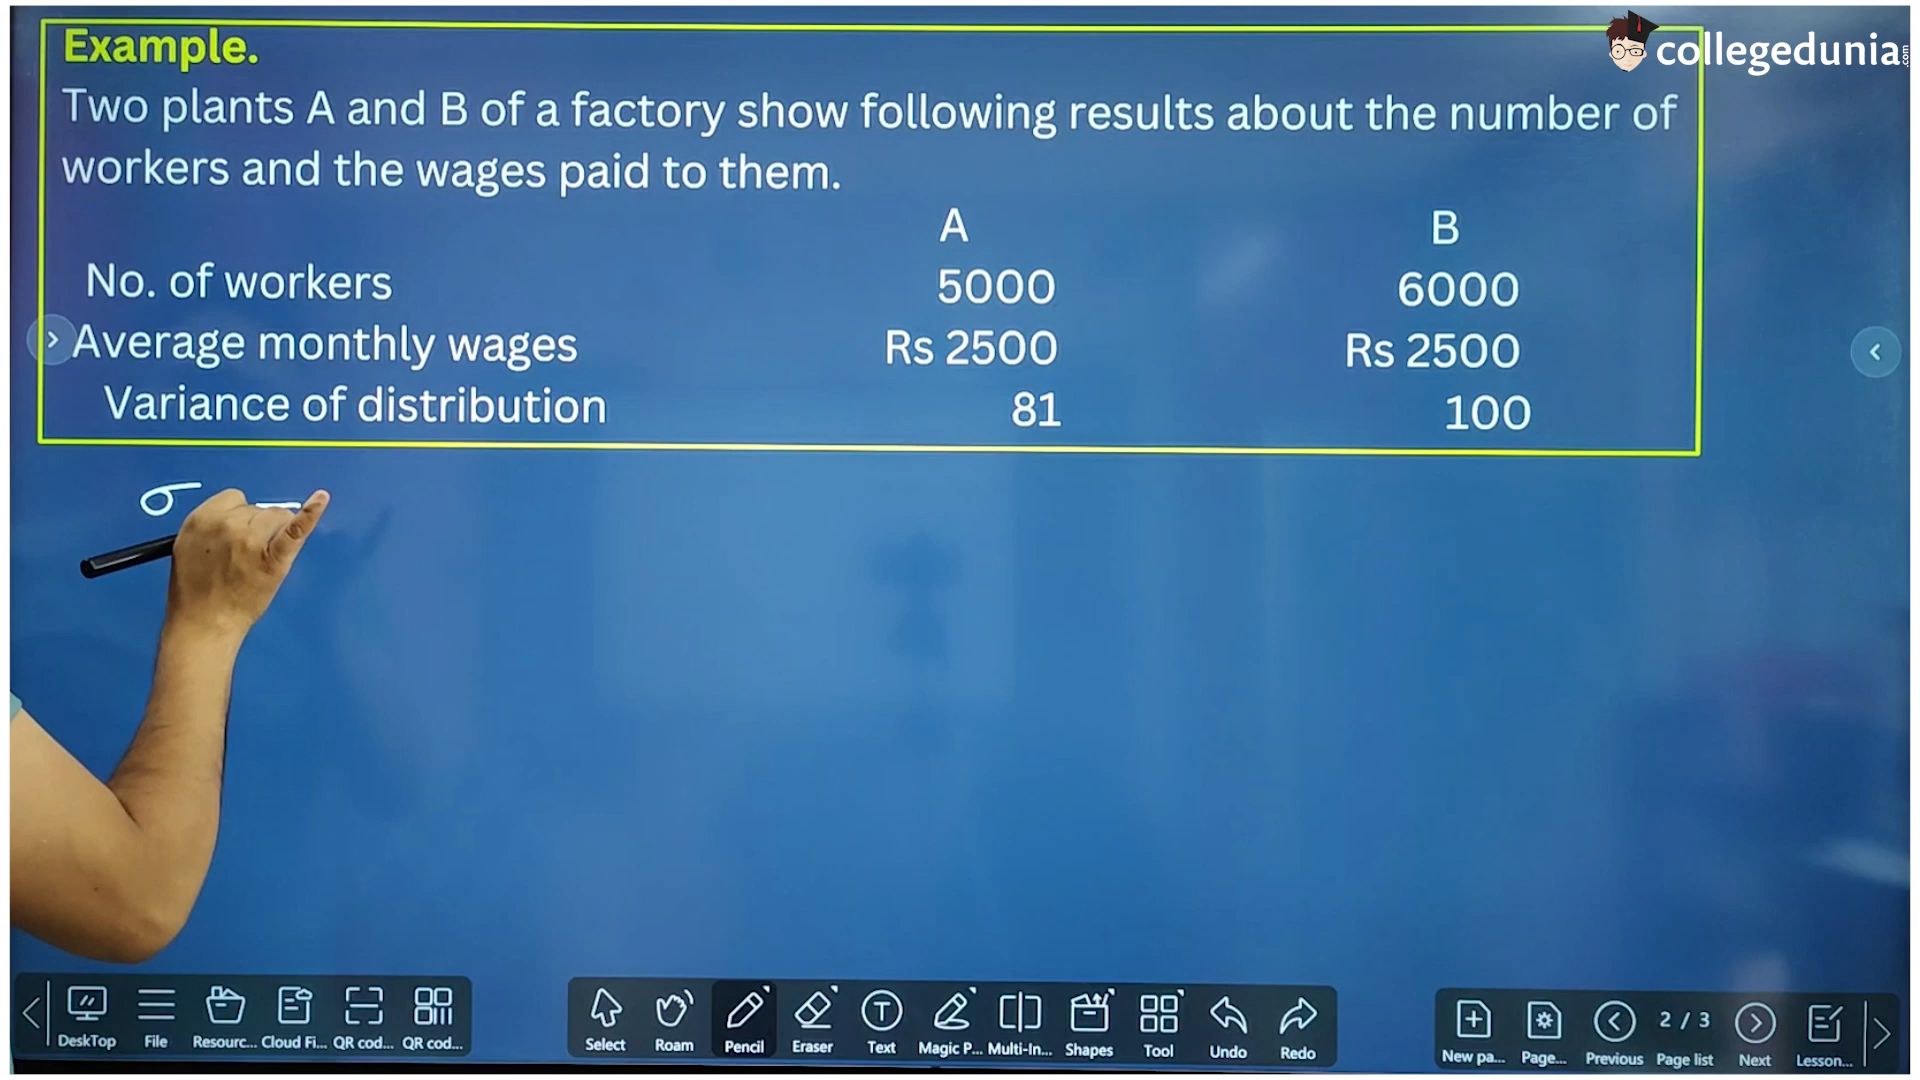 Example.
collegedunia.com
Two plants A and B of a factory show following results about the number of
workers and the wages paid to them.
A B
No. of workers 5000 6000
Average monthly wages Rs 2500 Rs 2500
Variance of distribution 81 100
σ =
DeskTop File Resourc... Cloud Fi... QR cod... QR cod... Select Roam Pencil Eraser Text Magic P... Multi-In... Shapes Tool Undo Redo New pa... Page... Previous 2 / 3 Page list Next Lesson...